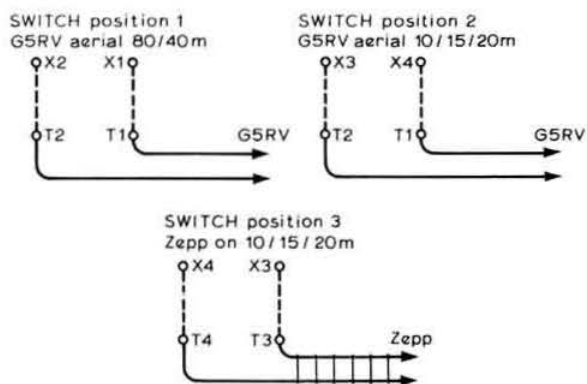 SWITCH position 1
G5RV aerial 80/40m
X2 X1
T2 T1 G5RV
SWITCH position 2
G5RV aerial 10/15/20m
X3 X4
T2 T1 G5RV
SWITCH position 3
Zepp on 10/15/20m
X4 X3
T4 T3 Zepp